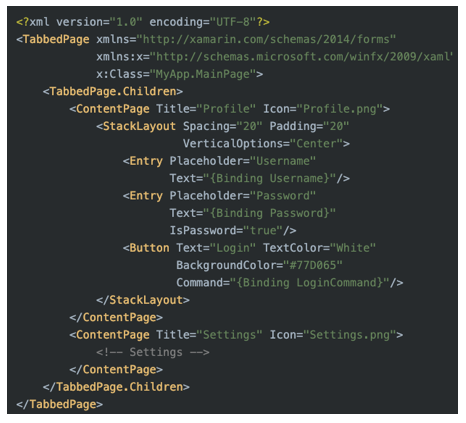 <?xml version="1.0" encoding="UTF-8"?>
<TabbedPage xmlns="http://xamarin.com/schemas/2014/forms"
            xmlns:x="http://schemas.microsoft.com/winfx/2009/xaml"
            x:Class="MyApp.MainPage">
    <TabbedPage.Children>
        <ContentPage Title="Profile" Icon="Profile.png">
            <StackLayout Spacing="20" Padding="20"
                         VerticalOptions="Center">
                <Entry Placeholder="Username"
                       Text="{Binding Username}"/>
                <Entry Placeholder="Password"
                       Text="{Binding Password}"
                       IsPassword="true"/>
                <Button Text="Login" TextColor="White"
                        BackgroundColor="#77D065"
                        Command="{Binding LoginCommand}"/>
            </StackLayout>
        </ContentPage>
        <ContentPage Title="Settings" Icon="Settings.png">
            <!-- Settings -->
        </ContentPage>
    </TabbedPage.Children>
</TabbedPage>